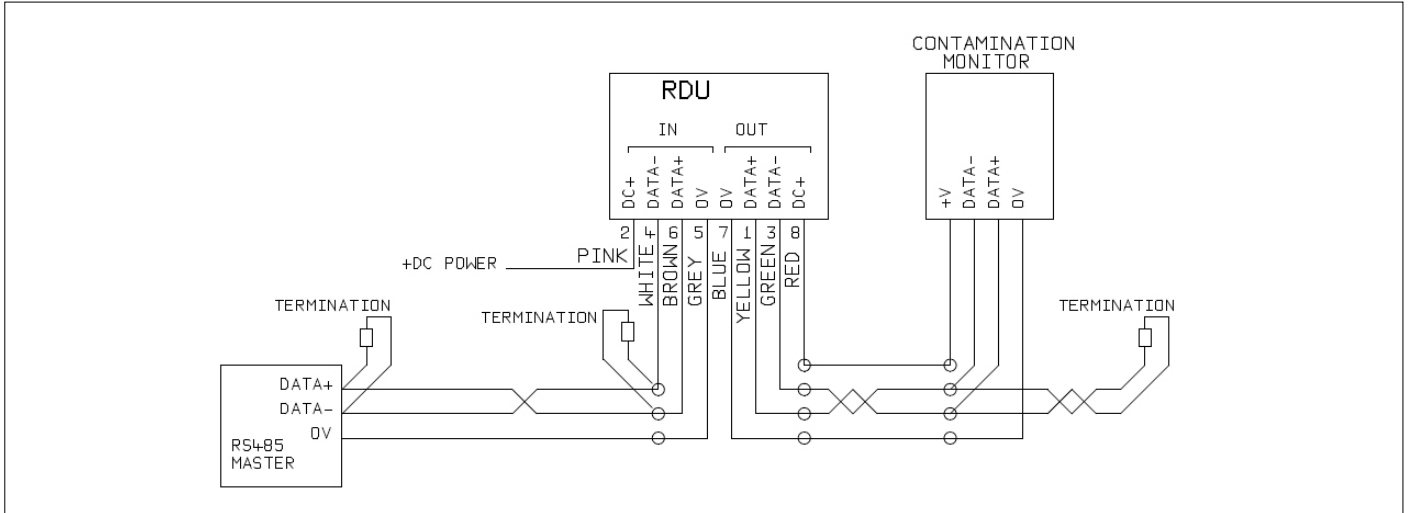 CONTAMINATION
MONITOR
RDU
IN OUT
DC+ DATA- DATA+ 0V 0V DATA+ DATA- DC+
+V DATA- DATA+ 0V
2 4 6 5 7 1 3 8
PINK WHITE BROWN GREY BLUE YELLOW GREEN RED
+DC POWER
TERMINATION
TERMINATION
TERMINATION
DATA+
DATA-
0V
RS485
MASTER